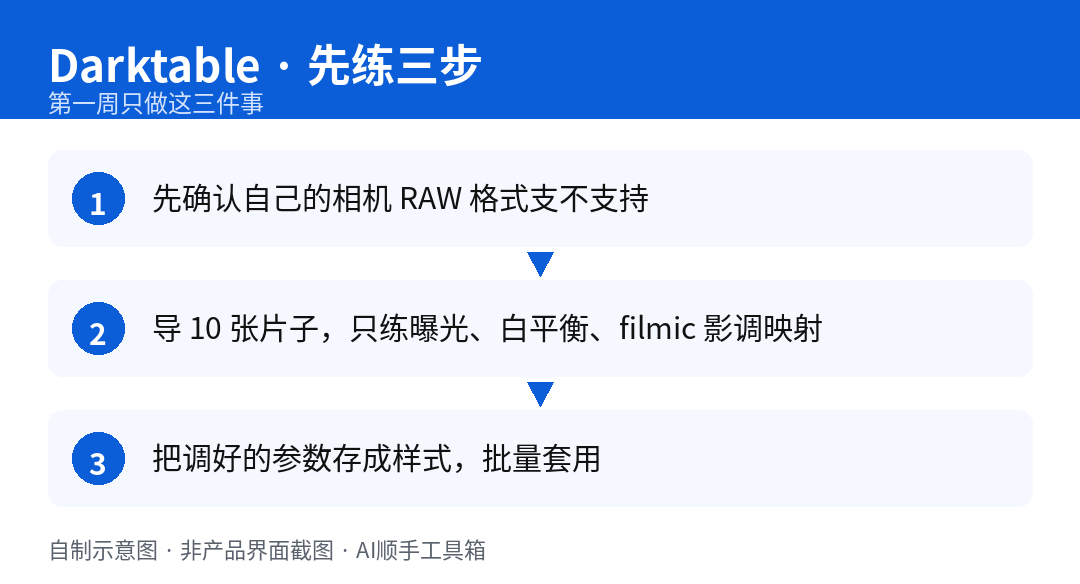 Darktable · 先练三步
第一周只做这三件事
1 先确认自己的相机 RAW 格式支不支持
2 导 10 张片子，只练曝光、白平衡、filmic 影调映射
3 把调好的参数存成样式，批量套用
自制示意图 · 非产品界面截图 · AI顺手工具箱